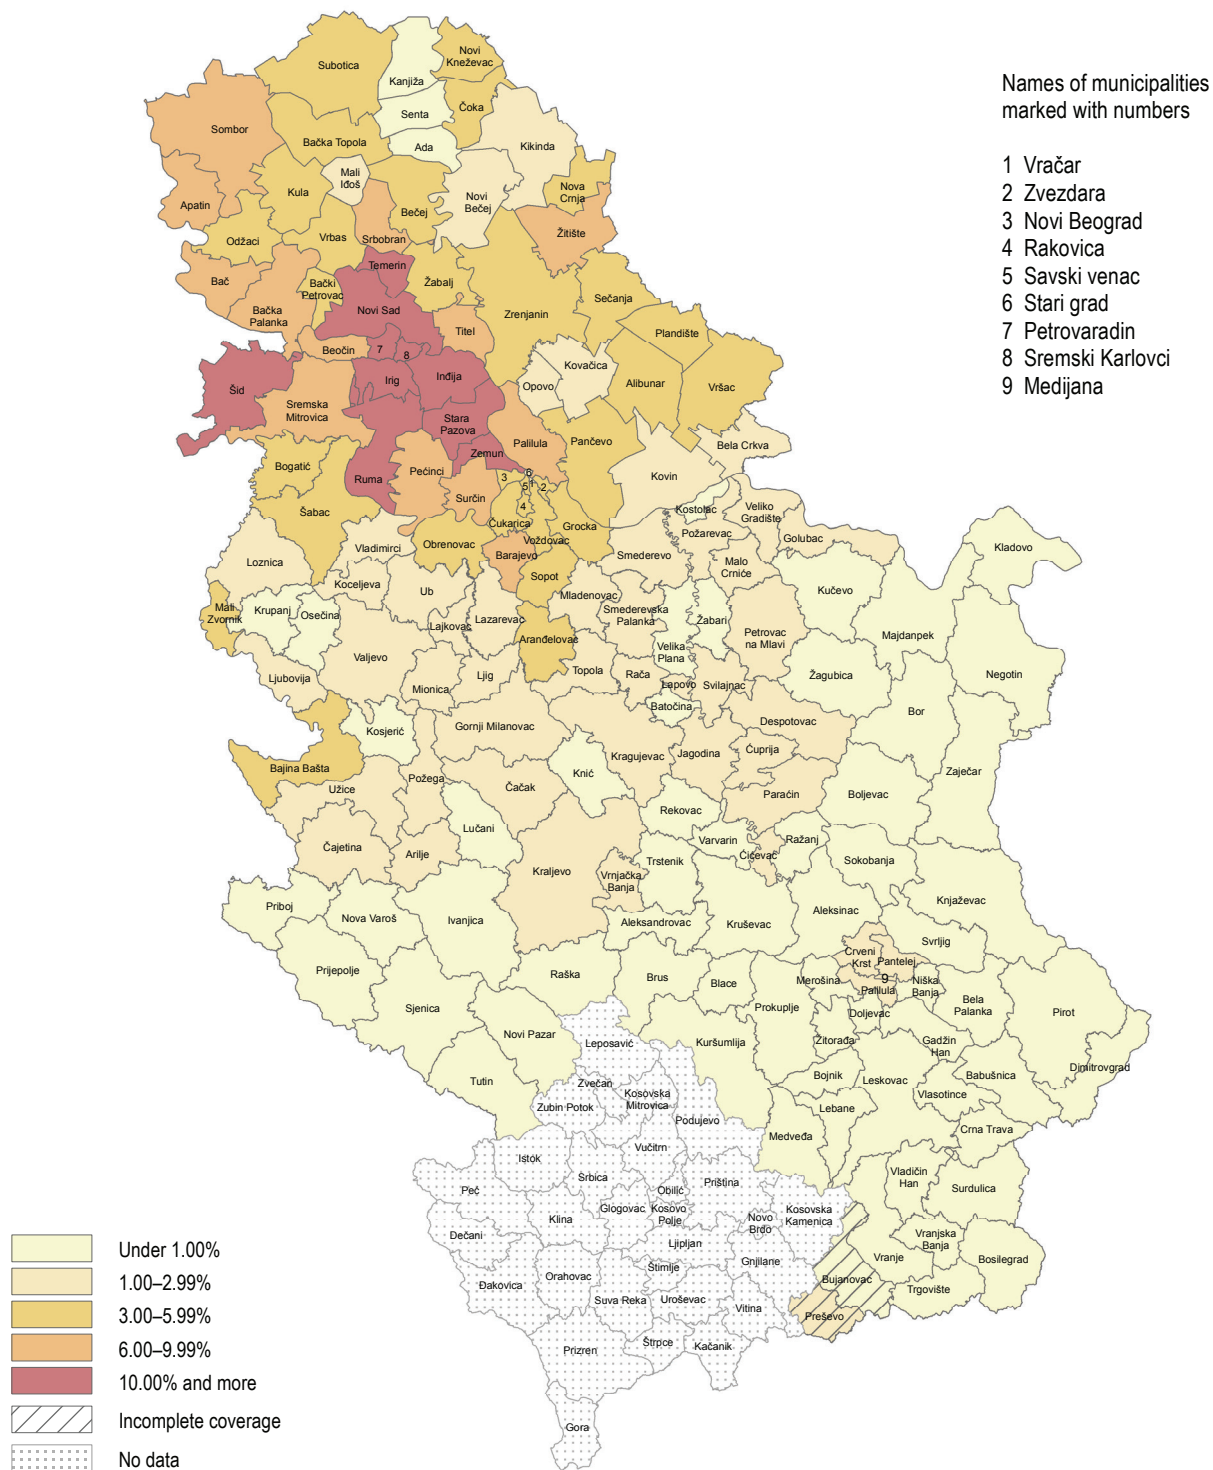 Names of municipalities
marked with numbers
1 Vračar
2 Zvezdara
3 Novi Beograd
4 Rakovica
5 Savski venac
6 Stari grad
7 Petrovaradin
8 Sremski Karlovci
9 Medijana
Subotica
Kanjiža
Novi
Kneževac
Senta
Čoka
Sombor
Bačka Topola
Ada
Kikinda
Mali
Iđoš
Apatin
Kula
Bečej
Novi
Bečej
Nova
Crnja
Odžaci
Vrbas
Srbobran
Žitište
Temerin
Bač
Bačka
Palanka
Bački
Petrovac
Žabalj
Novi Sad
Zrenjanin
Sečanja
Titel
Plandište
Beočin
7
8
Šid
Irig
Inđija
Opovo
Kovačica
Alibunar
Vršac
Sremska
Mitrovica
Stara
Pazova
Palilula
Pančevo
Bela Crkva
Zemun
Bogatić
Ruma
Pećinci
Surčin
Kovin
6
1
3
5
2
4
Šabac
Čukarica
Grocka
Kostolac
Veliko
Gradište
Požarevac
Golubac
Vladimirci
Obrenovac
Voždovac
Barajevo
Smederevo
Malo
Crniće
Kladovo
Loznica
Koceljeva
Ub
Sopot
Mladenovac
Kučevo
Mali
Zvornik
Krupanj
Osečina
Lajkovac
Lazarevac
Smederevska
Palanka
Žabari
Petrovac
na Mlavi
Majdanpek
Aranđelovac
Velika
Plana
Valjevo
Ljubovija
Mionica
Ljig
Topola
Rača
Lapovo
Svilajnac
Žagubica
Negotin
Batočina
Bor
Kosjerić
Gornji Milanovac
Despotovac
Kragujevac
Jagodina
Ćuprija
Bajina Bašta
Užice
Požega
Čačak
Knić
Paraćin
Boljevac
Zaječar
Rekovac
Lučani
Čajetina
Arilje
Varvarin
Ćićevac
Ražanj
Sokobanja
Kraljevo
Vrnjačka
Banja
Trstenik
Priboj
Nova Varoš
Ivanjica
Aleksandrovac
Kruševac
Aleksinac
Knjaževac
Svrljig
Crveni
Krst
Pantelej
Prijepolje
Raška
Brus
Blace
Merošina
9
Palilula
Niška
Banja
Bela
Palanka
Sjenica
Prokuplje
Doljevac
Pirot
Novi Pazar
Leposavić
Kuršumlija
Žitorađa
Gadžin
Han
Dimitrovgrad
Tutin
Zvečan
Zubin Potok
Kosovska
Mitrovica
Bojnik
Leskovac
Babušnica
Vlasotince
Podujevo
Lebane
Crna Trava
Medveđa
Vučitrn
Istok
Srbica
Vladičin
Han
Surdulica
Peć
Obilić
Priština
Klina
Glogovac
Kosovo
Polje
Novo
Brdo
Kosovska
Kamenica
Dečani
Ljipljan
Vranjska
Banja
Vranje
Bosilegrad
Gnjilane
Štimlje
Bujanovac
Trgovište
Đakovica
Orahovac
Suva Reka
Uroševac
Vitina
Preševo
Prizren
Štrpce
Kačanik
Gora
Under 1.00%
1.00–2.99%
3.00–5.99%
6.00–9.99%
10.00% and more
Incomplete coverage
No data